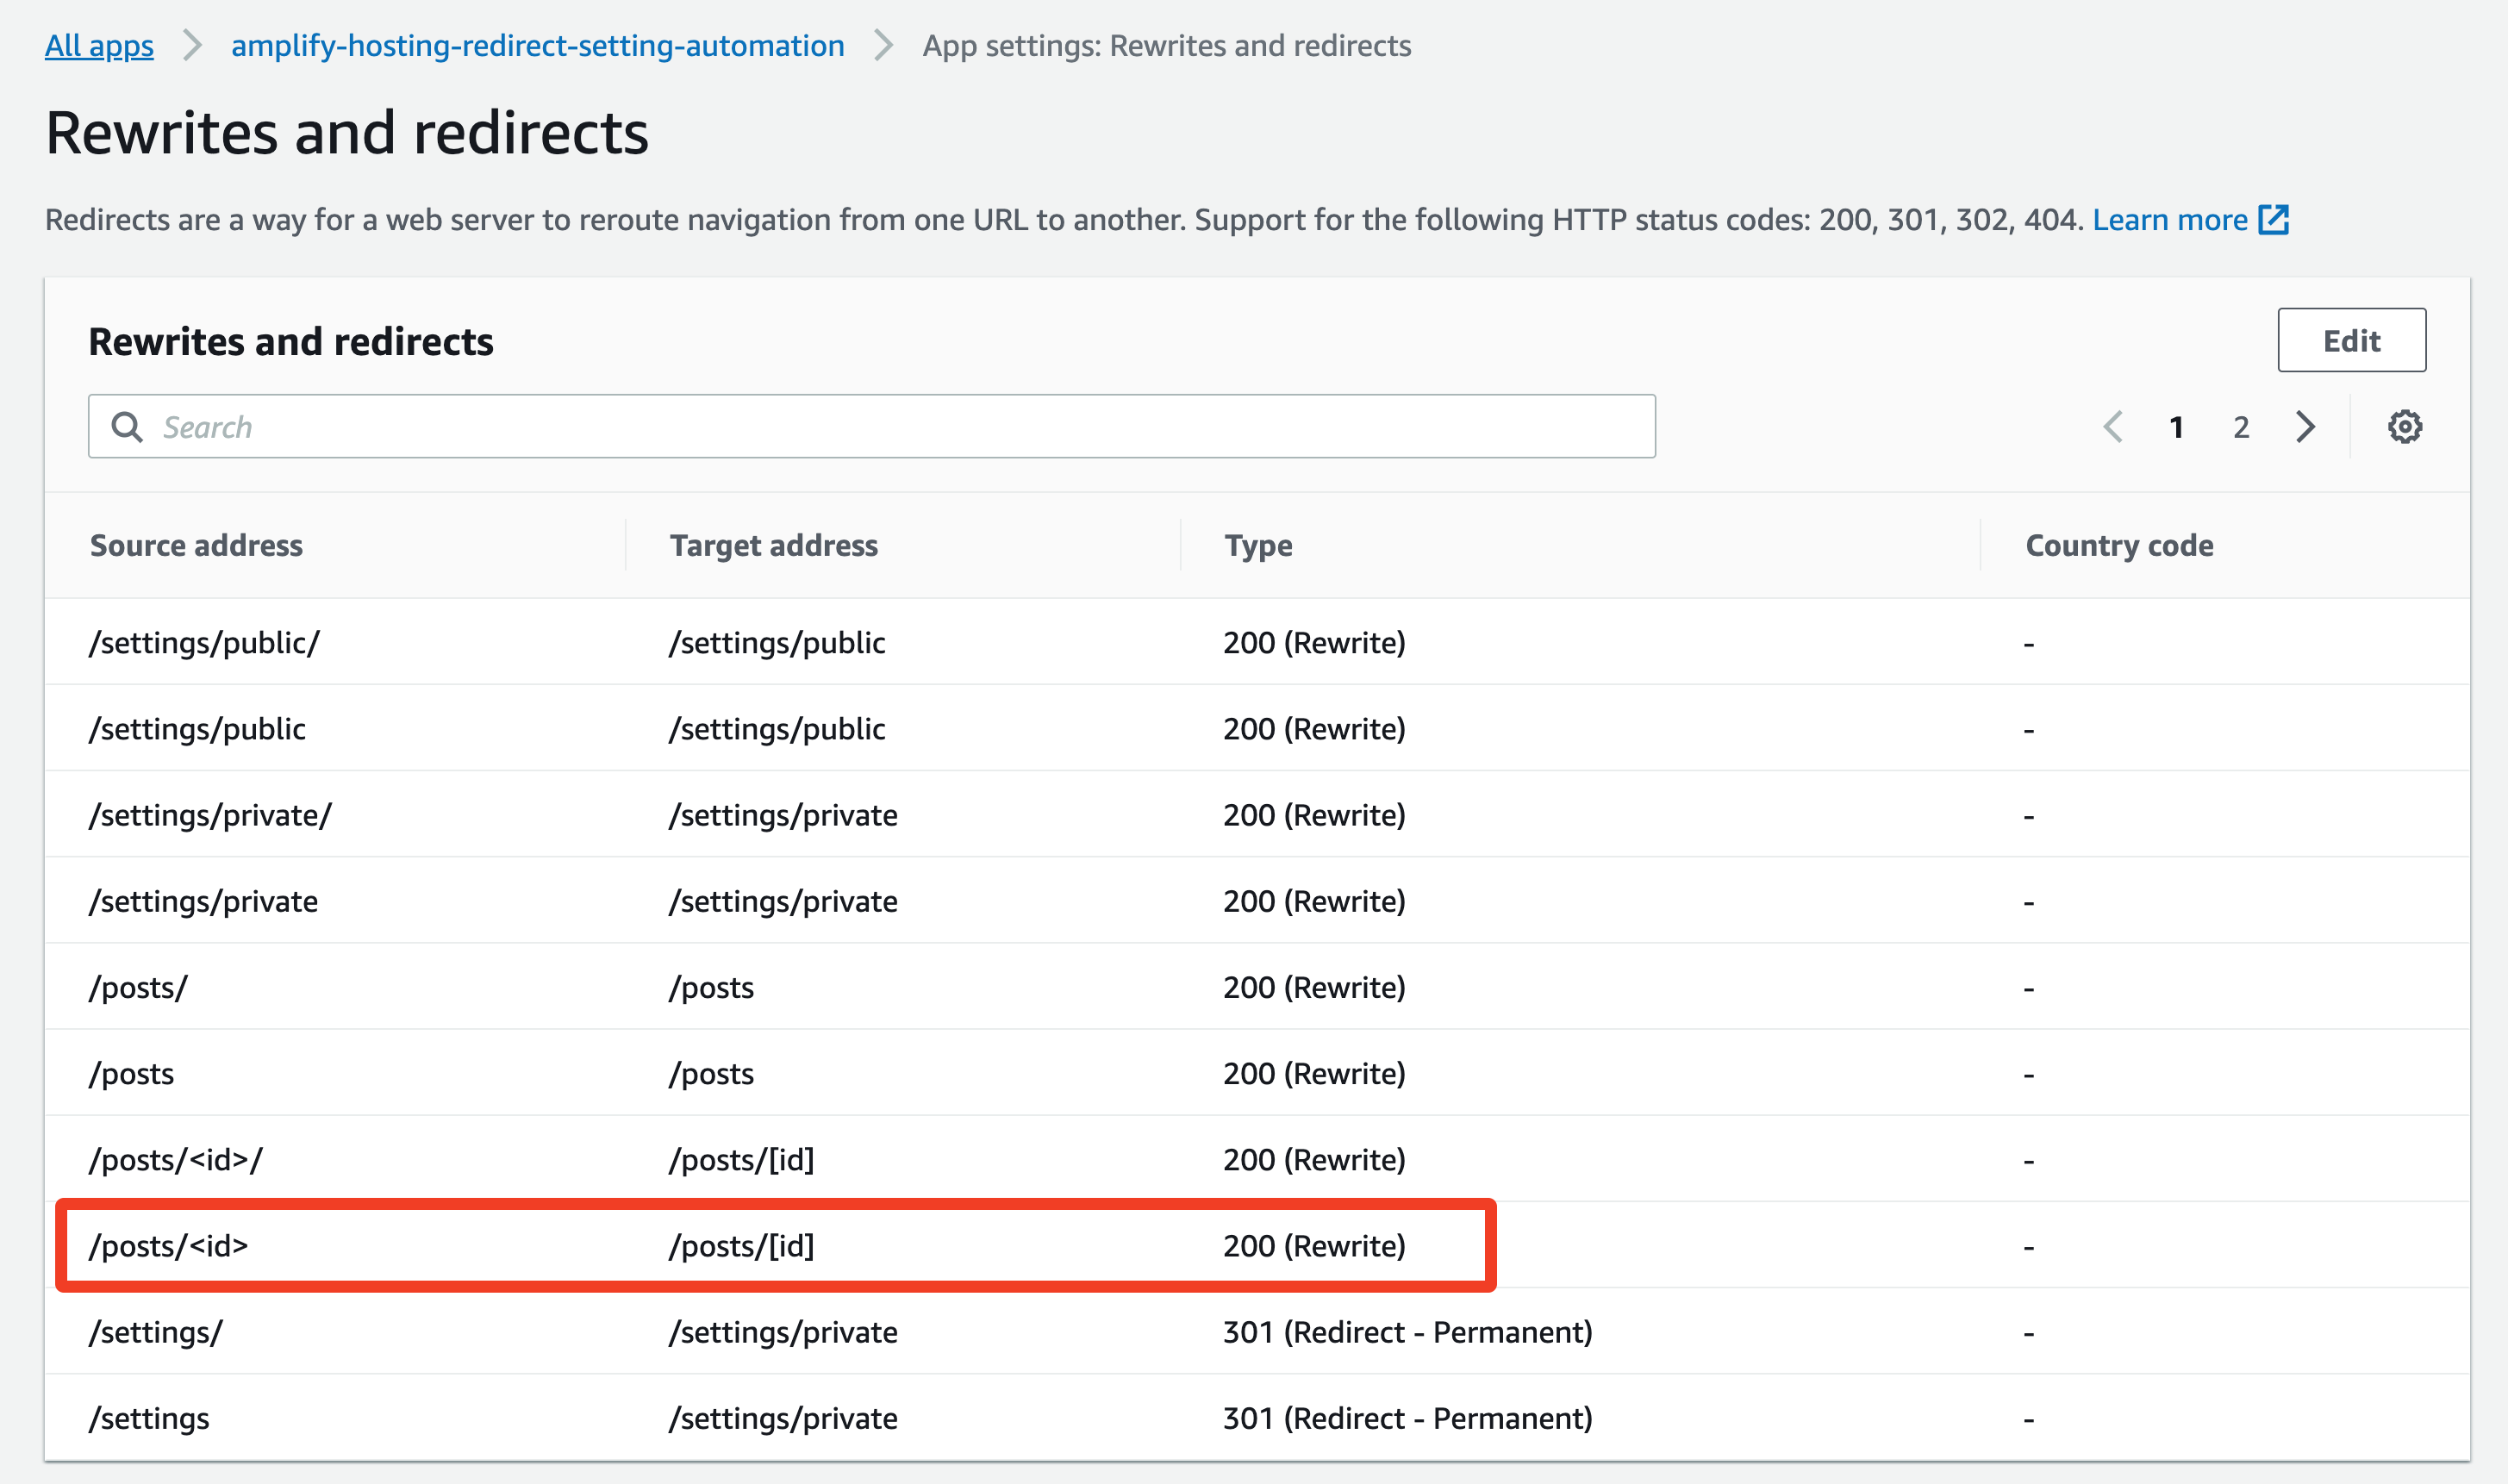 All apps > amplify-hosting-redirect-setting-automation > App settings: Rewrites and redirects
Rewrites and redirects
Redirects are a way for a web server to reroute navigation from one URL to another. Support for the following HTTP status codes: 200, 301, 302, 404. Learn more
Rewrites and redirects
Edit
Search
1 2
Source address Target address Type Country code
/settings/public/ /settings/public 200 (Rewrite) -
/settings/public /settings/public 200 (Rewrite) -
/settings/private/ /settings/private 200 (Rewrite) -
/settings/private /settings/private 200 (Rewrite) -
/posts/ /posts 200 (Rewrite) -
/posts /posts 200 (Rewrite) -
/posts/<id>/ /posts/[id] 200 (Rewrite) -
/posts/<id> /posts/[id] 200 (Rewrite) -
/settings/ /settings/private 301 (Redirect - Permanent) -
/settings /settings/private 301 (Redirect - Permanent) -